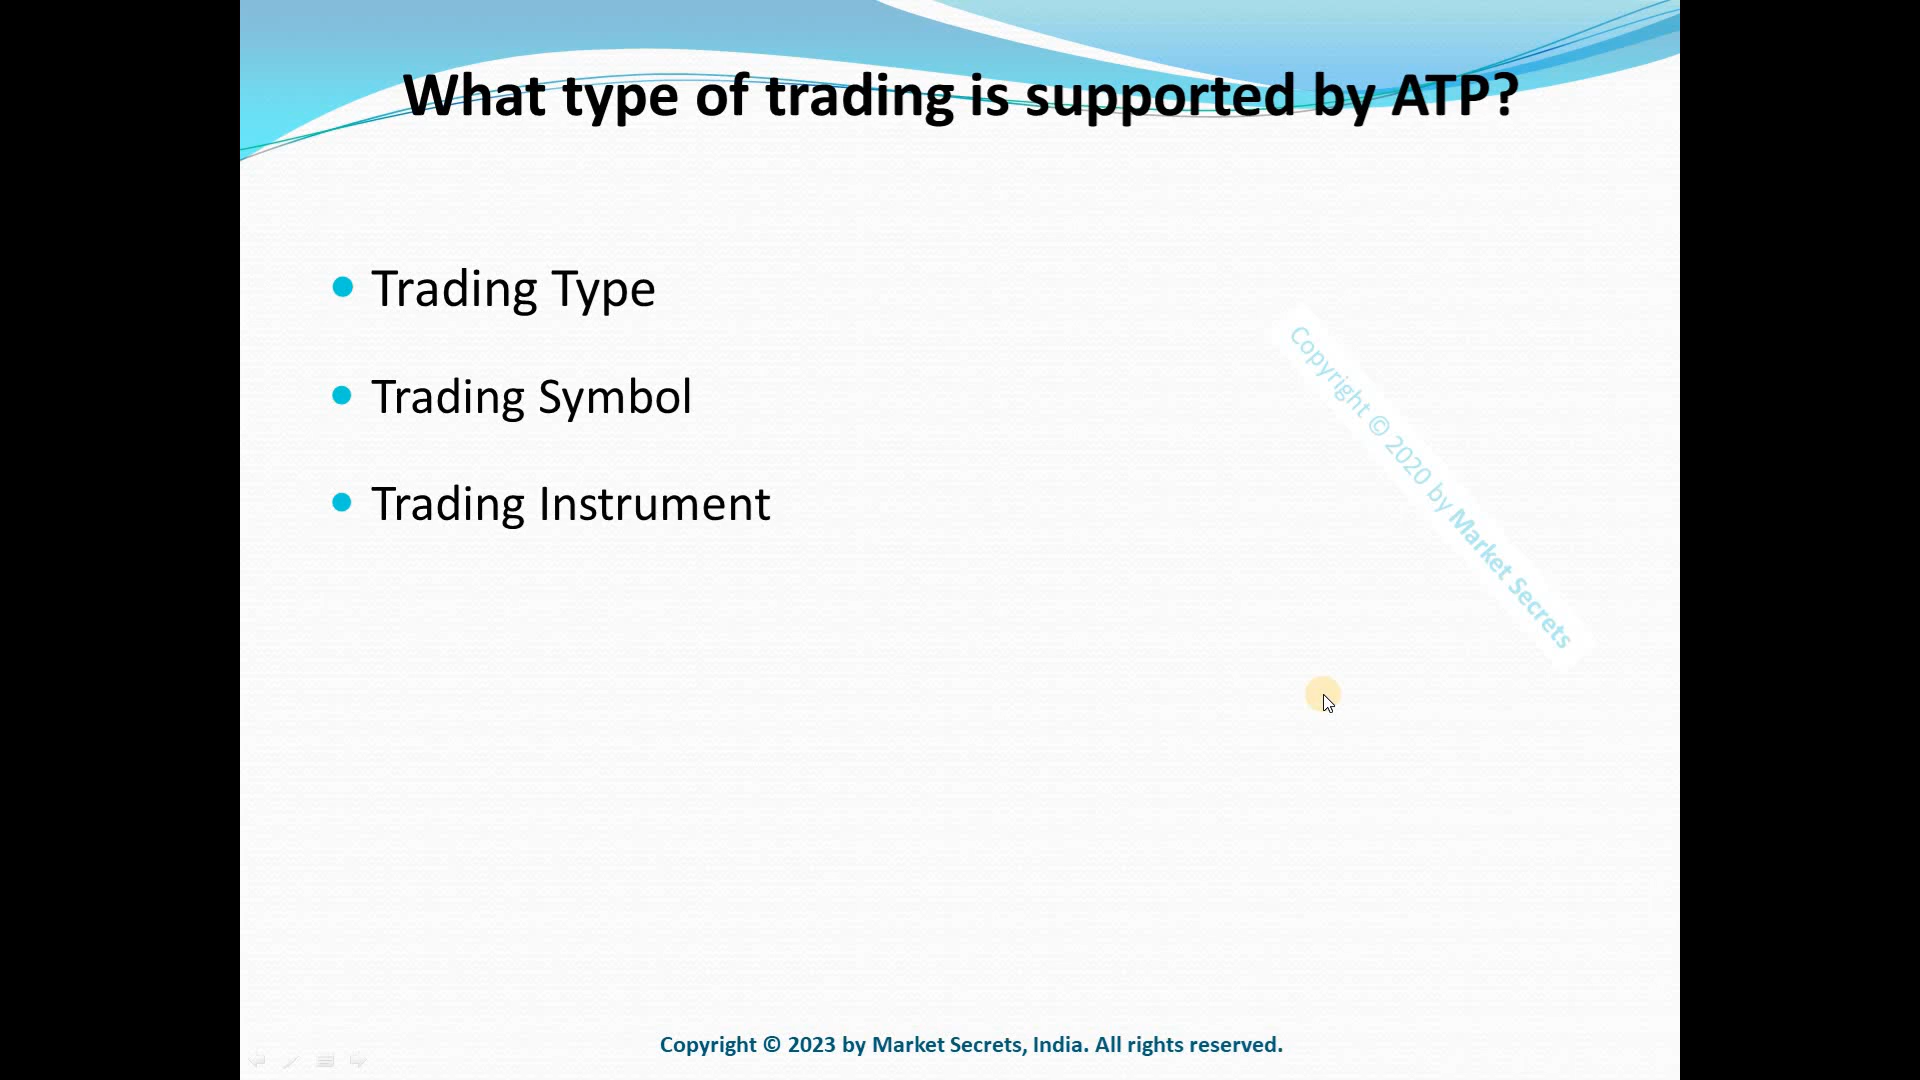 What type of trading is supported by ATP?
Trading Type
Trading Symbol
Trading Instrument
Copyright © 2020 by Market Secrets
Copyright © 2023 by Market Secrets, India. All rights reserved.